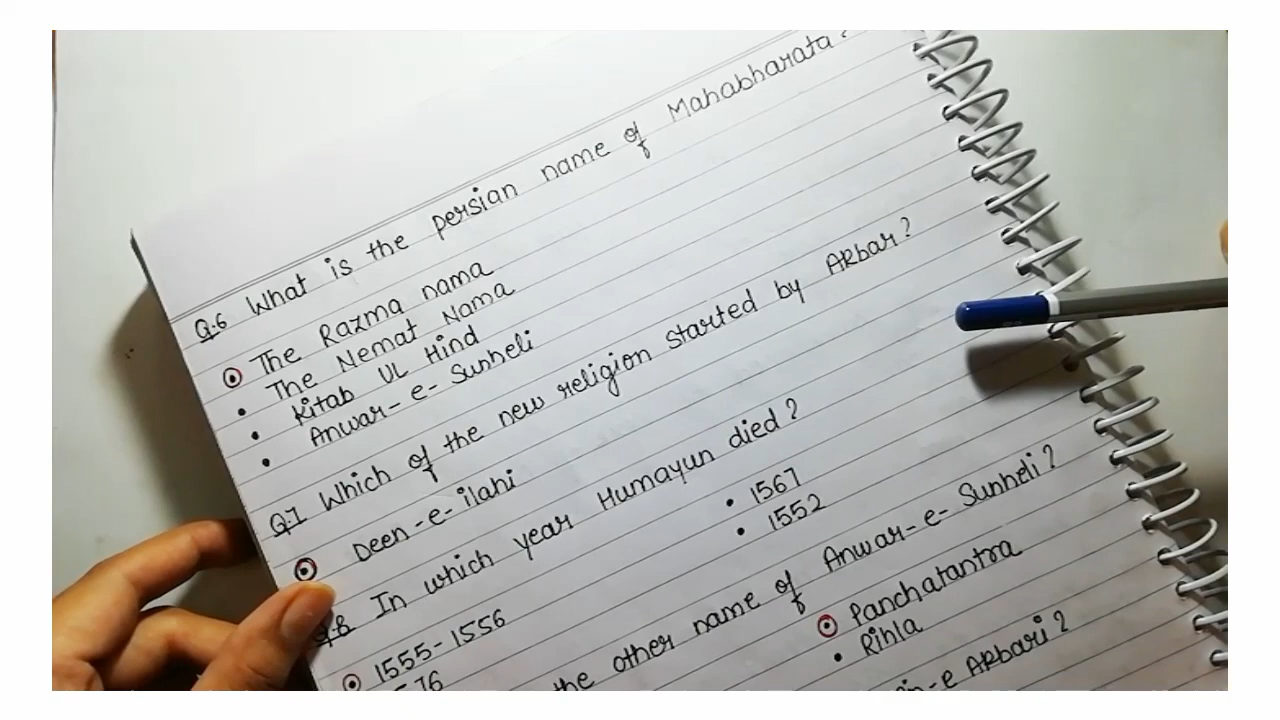 Q.6 What is the persian name of Mahabharata?
The Razma nama
The Nemat Nama
Kitab UL Hind
Anwar-e-Sunheli
Q.7 Which of the new religion started by Akbar?
Deen-e-ilahi
Q.8 In which year Humayun died?
1555-1556
• 1567
• 1552
the other name of Anwar-e-Sunheli?
Panchatantra
• Rihla
-e Akbari?